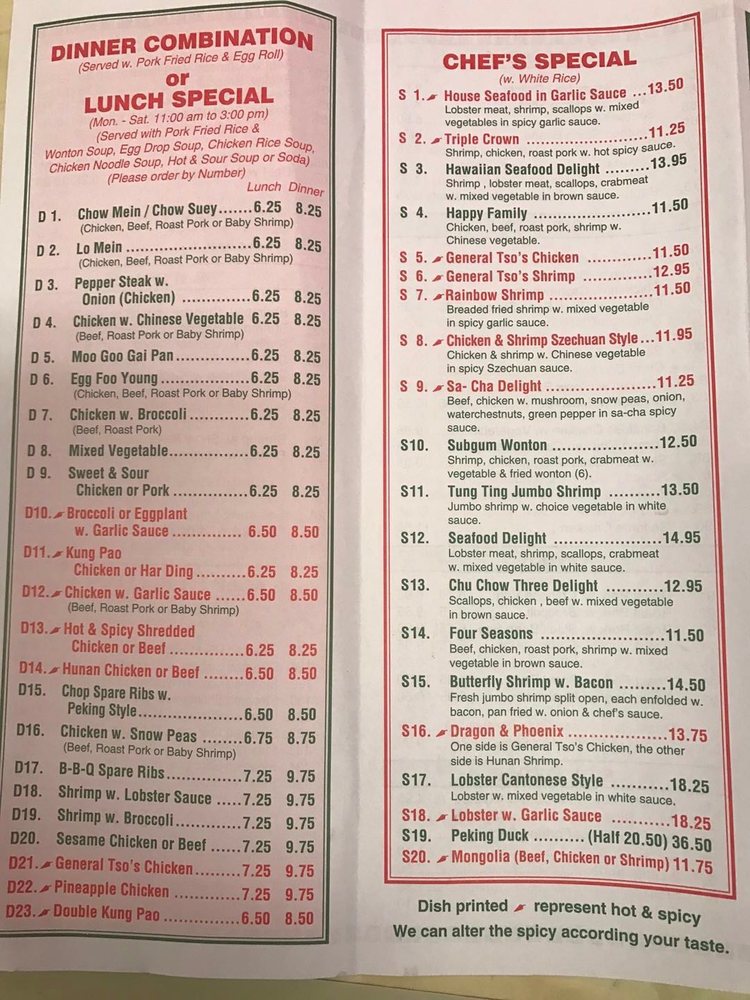 DINNER COMBINATION
(Served w. Pork Fried Rice & Egg Roll)
or
LUNCH SPECIAL
(Mon. - Sat. 11:00 am to 3:00 pm)
(Served with Pork Fried Rice &
Wonton Soup, Egg Drop Soup, Chicken Rice Soup,
Chicken Noodle Soup, Hot & Sour Soup or Soda)
(Please order by Number)
Lunch Dinner
D 1. Chow Mein / Chow Suey.......6.25 8.25
(Chicken, Beef, Roast Pork or Baby Shrimp)
D 2. Lo Mein .........................6.25 8.25
(Chicken, Beef, Roast Pork or Baby Shrimp)
D 3. Pepper Steak w.
Onion (Chicken) ..............6.25 8.25
D 4. Chicken w. Chinese Vegetable 6.25 8.25
(Beef, Roast Pork or Baby Shrimp)
D 5. Moo Goo Gai Pan................6.25 8.25
D 6. Egg Foo Young ...................6.25 8.25
(Chicken, Beef, Roast Pork or Baby Shrimp)
D 7. Chicken w. Broccoli.............6.25 8.25
(Beef, Roast Pork)
D 8. Mixed Vegetable.................6.25 8.25
D 9. Sweet & Sour
Chicken or Pork ...............6.25 8.25
D10. Broccoli or Eggplant
w. Garlic Sauce .............. 6.50 8.50
D11. Kung Pao
Chicken or Har Ding ..........6.25 8.25
D12. Chicken w. Garlic Sauce ......6.50 8.50
(Beef, Roast Pork or Baby Shrimp)
D13. Hot & Spicy Shredded
Chicken or Beef ...............6.25 8.25
D14. Hunan Chicken or Beef ........6.50 8.50
D15. Chop Spare Ribs w.
Peking Style.....................6.50 8.50
D16. Chicken w. Snow Peas ........6.75 8.75
(Beef, Roast Pork or Baby Shrimp)
D17. B-B-Q Spare Ribs...............7.25 9.75
D18. Shrimp w. Lobster Sauce .....7.25 9.75
D19. Shrimp w. Broccoli.............7.25 9.75
D20. Sesame Chicken or Beef .....7.25 9.75
D21. General Tso's Chicken.........7.25 9.75
D22. Pineapple Chicken .............7.25 9.75
D23. Double Kung Pao ...............6.50 8.50
CHEF'S SPECIAL
(w. White Rice)
S 1. House Seafood in Garlic Sauce ...13.50
Lobster meat, shrimp, scallops w. mixed
vegetables in spicy garlic sauce.
S 2. Triple Crown .........................11.25
Shrimp, chicken, roast pork w. hot spicy sauce.
S 3. Hawaiian Seafood Delight .........13.95
Shrimp , lobster meat, scallops, crabmeat
w. mixed vegetable in brown sauce.
S 4. Happy Family ........................11.50
Chicken, beef, roast pork, shrimp w.
Chinese vegetable.
S 5. General Tso's Chicken .............11.50
S 6. General Tso's Shrimp ..............12.95
S 7. Rainbow Shrimp .....................11.50
Breaded fried shrimp w. mixed vegetable
in spicy garlic sauce.
S 8. Chicken & Shrimp Szechuan Style...11.95
Chicken & shrimp w. Chinese vegetable
in spicy Szechuan sauce.
S 9. Sa- Cha Delight ......................11.25
Beef, chicken w. mushroom, snow peas, onion,
waterchestnuts, green pepper in sa-cha spicy
sauce.
S10. Subgum Wonton .....................12.50
Shrimp, chicken, roast pork, crabmeat w.
vegetable & fried wonton (6).
S11. Tung Ting Jumbo Shrimp ..........13.50
Jumbo shrimp w. choice vegetable in white
sauce.
S12. Seafood Delight .....................14.95
Lobster meat, shrimp, scallops, crabmeat
w. mixed vegetable in white sauce.
S13. Chu Chow Three Delight ...........12.95
Scallops, chicken , beef w. mixed vegetable
in brown sauce.
S14. Four Seasons ........................11.50
Beef, chicken, roast pork, shrimp w. mixed
vegetable in brown sauce.
S15. Butterfly Shrimp w. Bacon .........14.50
Fresh jumbo shrimp split open, each enfolded w.
bacon, pan fried w. onion & chef's sauce.
S16. Dragon & Phoenix ...................13.75
One side is General Tso's Chicken, the other
side is Hunan Shrimp.
S17. Lobster Cantonese Style ...........18.25
Lobster w. mixed vegetable in white sauce.
S18. Lobster w. Garlic Sauce ............18.25
S19. Peking Duck .......... (Half 20.50) 36.50
S20. Mongolia (Beef, Chicken or Shrimp) 11.75
Dish printed represent hot & spicy
We can alter the spicy according your taste.